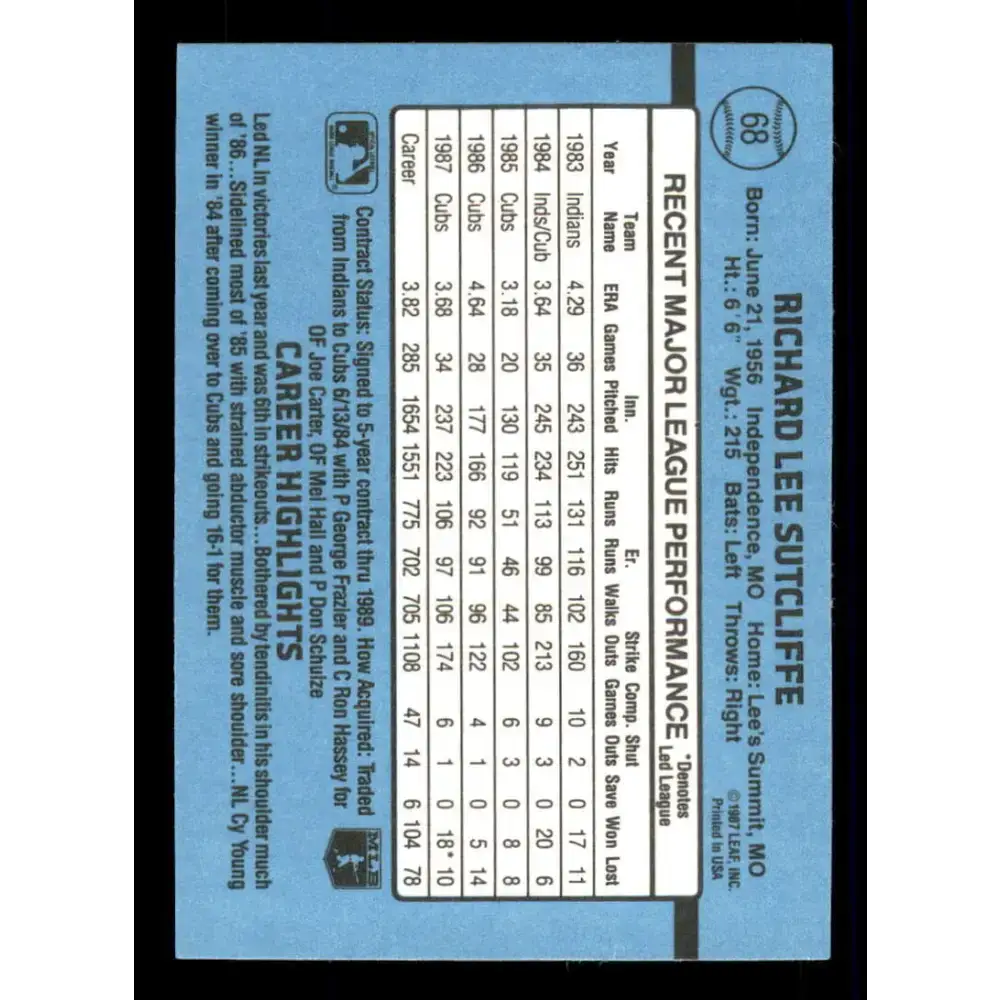 68
RICHARD LEE SUTCLIFFE
Born: June 21, 1956 Independence, MO Home: Lee's Summit, MO
Ht.: 6'6" Wgt.: 215 Bats: Left Throws: Right
©1987 LEAF, INC.
Printed in USA
RECENT MAJOR LEAGUE PERFORMANCE *Denotes Led League
Team Inn. Er. Strike Comp. Shut
Year Name ERA Games Pitched Hits Runs Runs Walks Outs Games Outs Save Won Lost
1983 Indians 4.29 36 243 251 131 116 102 160 10 2 0 17 11
1984 Inds/Cub 3.64 35 245 234 113 99 85 213 9 3 0 20 6
1985 Cubs 3.18 20 130 119 51 46 44 102 6 3 0 8 8
1986 Cubs 4.64 28 177 166 92 91 96 122 4 1 0 5 14
1987 Cubs 3.68 34 237 223 106 97 106 174 6 1 0 18* 10
Career 3.82 285 1654 1551 775 702 705 1108 47 14 6 104 78
Contract Status: Signed to 5-year contract thru 1989. How Acquired: Traded
from Indians to Cubs 6/13/84 with P George Frazier and C Ron Hassey for
OF Joe Carter, OF Mel Hall and P Don Schulze
MLB
CAREER HIGHLIGHTS
Led NL in victories last year and was 6th in strikeouts...Bothered by tendinitis in his shoulder much
of '86...Sidelined most of '85 with strained abductor muscle and sore shoulder...NL Cy Young
winner in '84 after coming over to Cubs and going 16-1 for them.